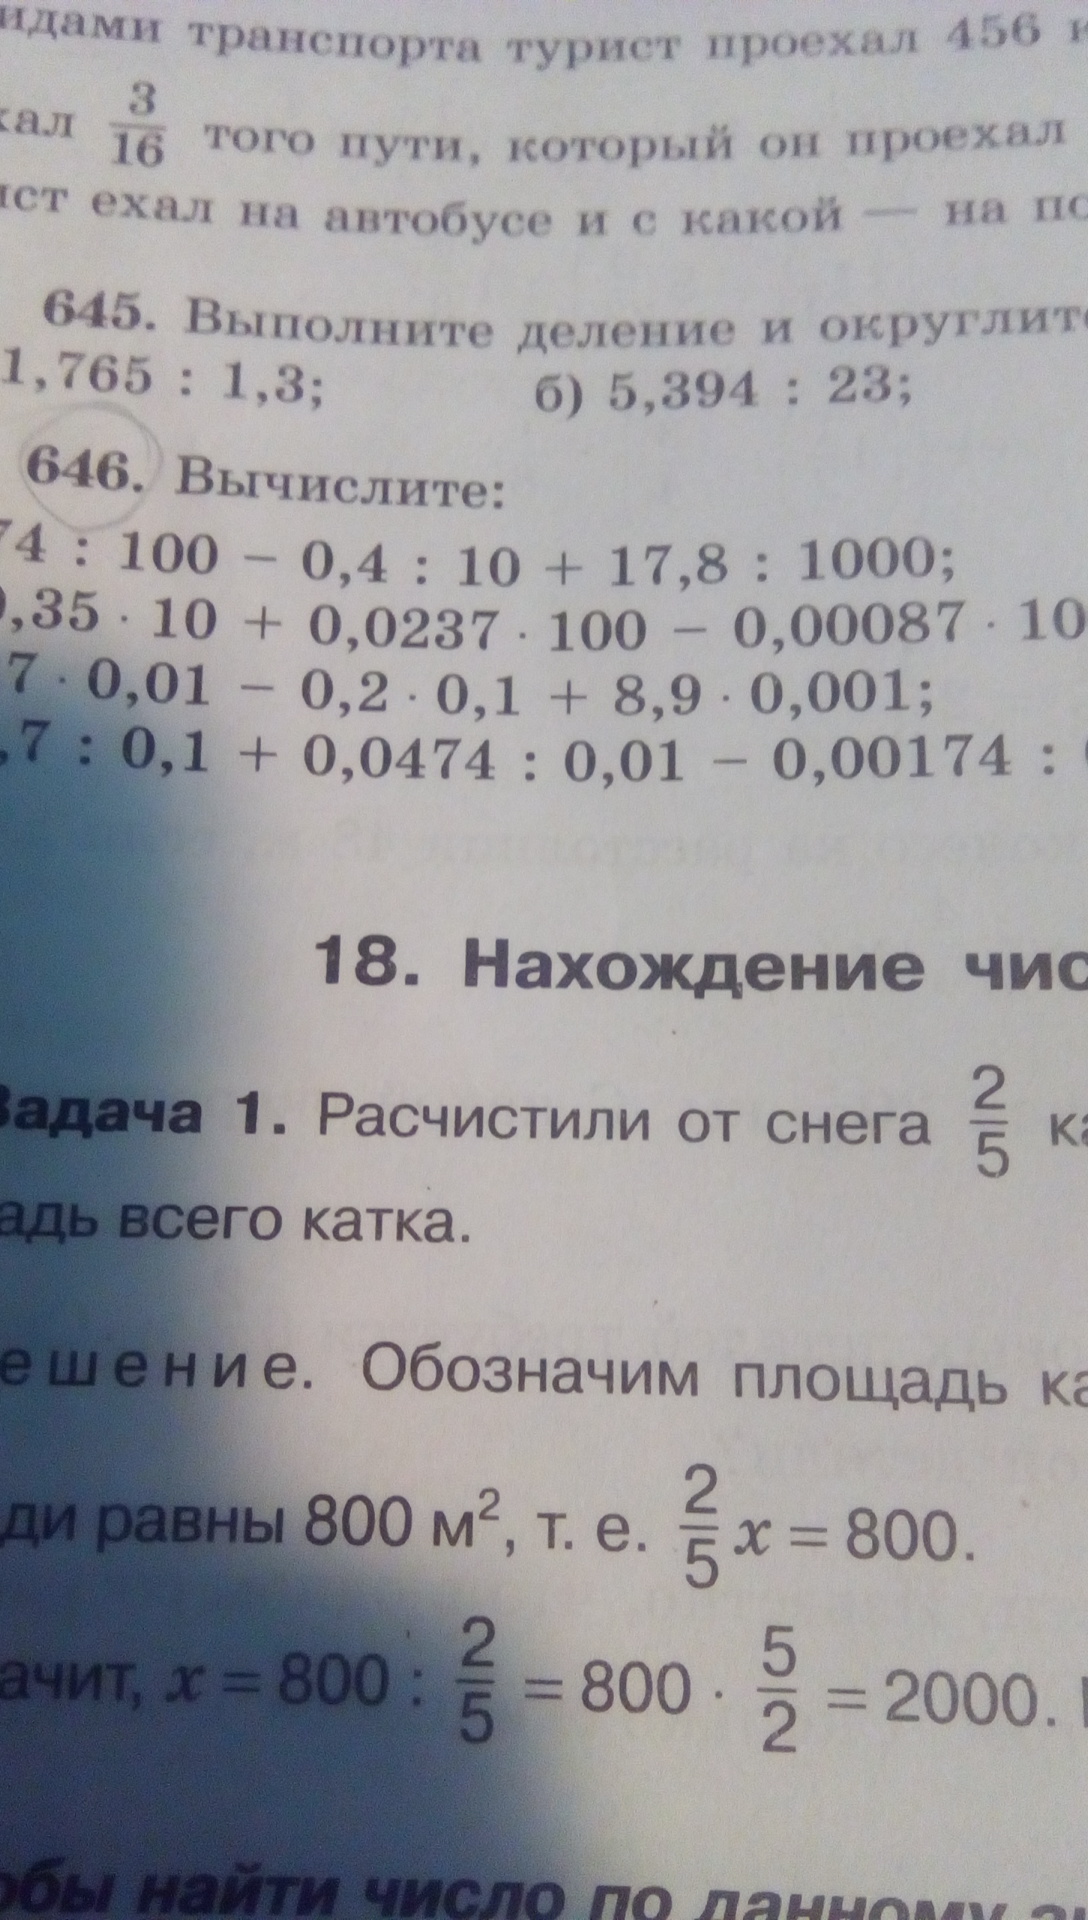 идами транспорта турист проехал 456
хал 3/16 того пути, который он проехал
ист ехал на автобусе и с какой — на по
645. Выполните деление и округлите
1,765 : 1,3; б) 5,394 : 23;
646. Вычислите:
74 : 100 − 0,4 : 10 + 17,8 : 1000;
,35 · 10 + 0,0237 · 100 − 0,00087 · 10
7 · 0,01 − 0,2 · 0,1 + 8,9 · 0,001;
,7 : 0,1 + 0,0474 : 0,01 − 0,00174 :
18. Нахождение чис
Задача 1. Расчистили от снега 2/5 ка
адь всего катка.
ешение. Обозначим площадь ка
ди равны 800 м², т. е. 2/5 x = 800.
ачит, x = 800 : 2/5 = 800 · 5/2 = 2000.
обы найти число по данному